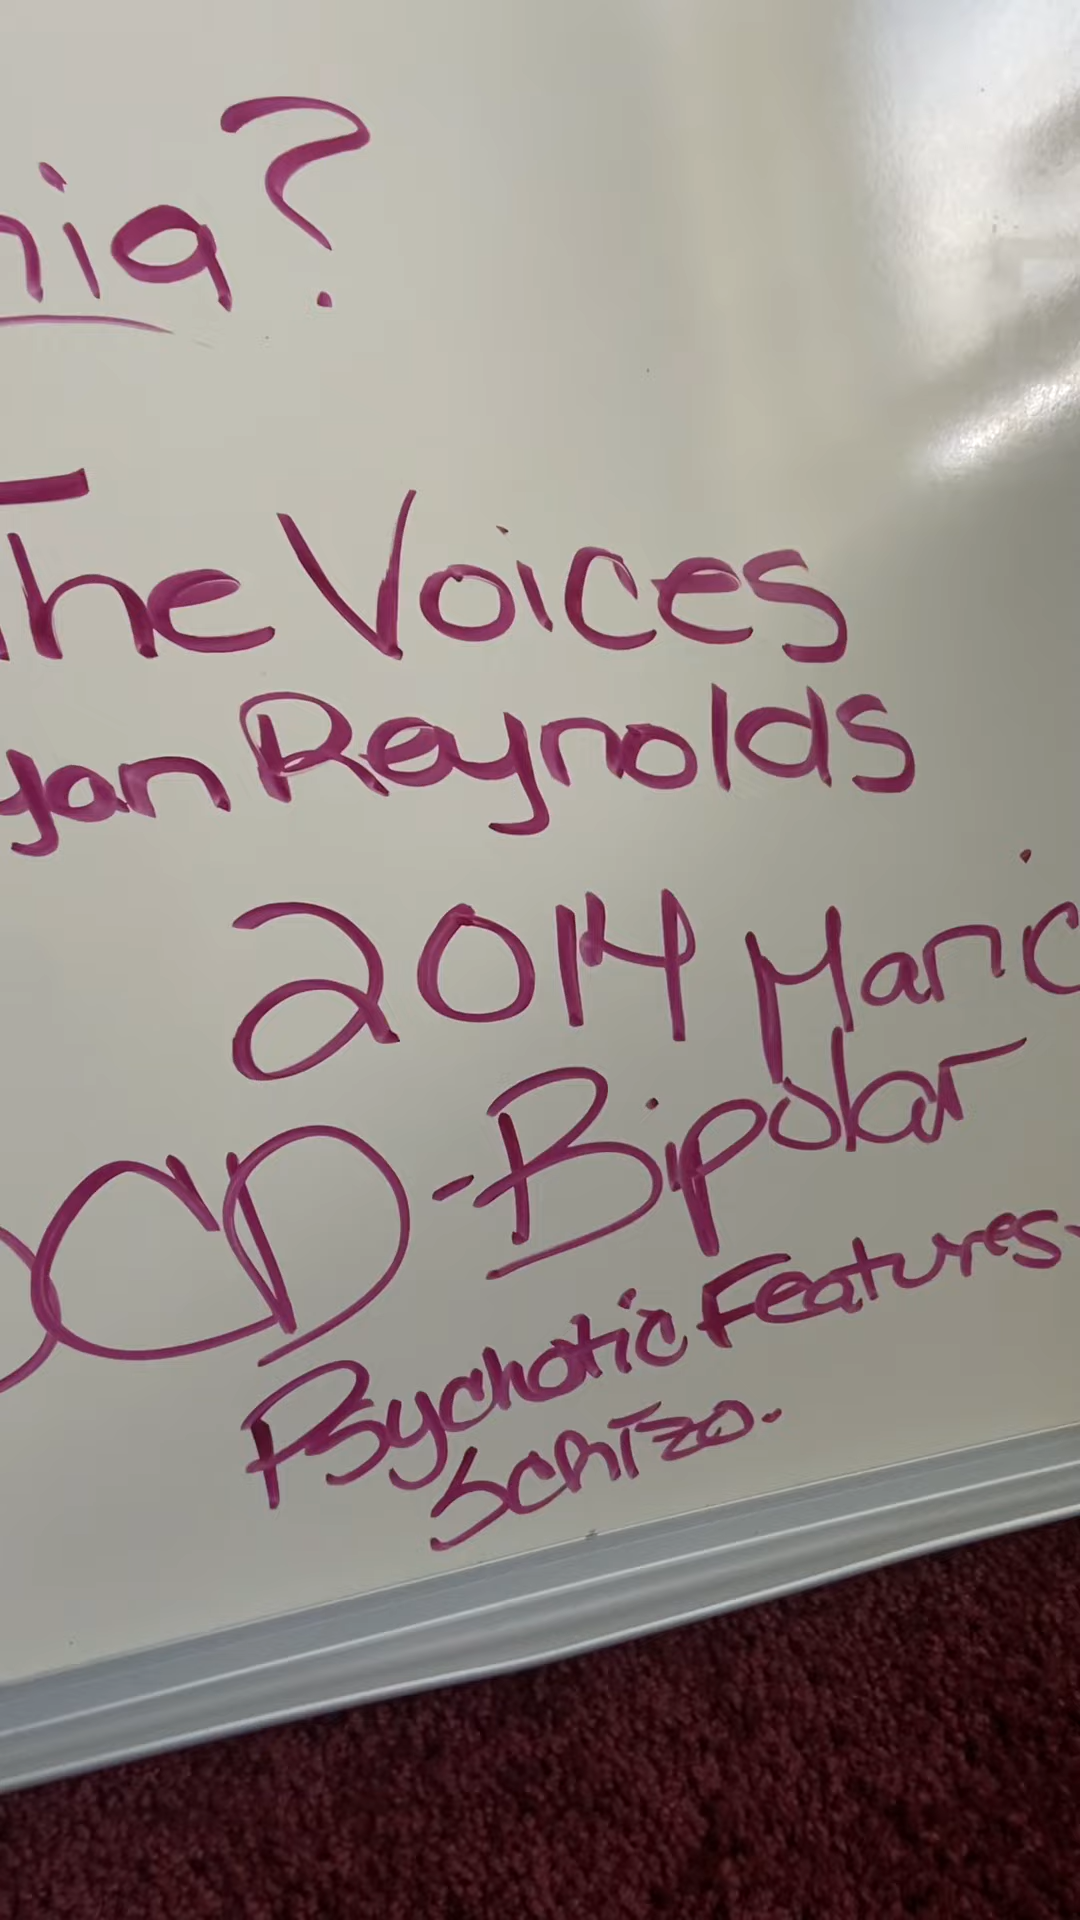 nia?
The Voices
yan Reynolds
2014 Manic
OCD-Bipolar
Psychotic Features-
Schizo.